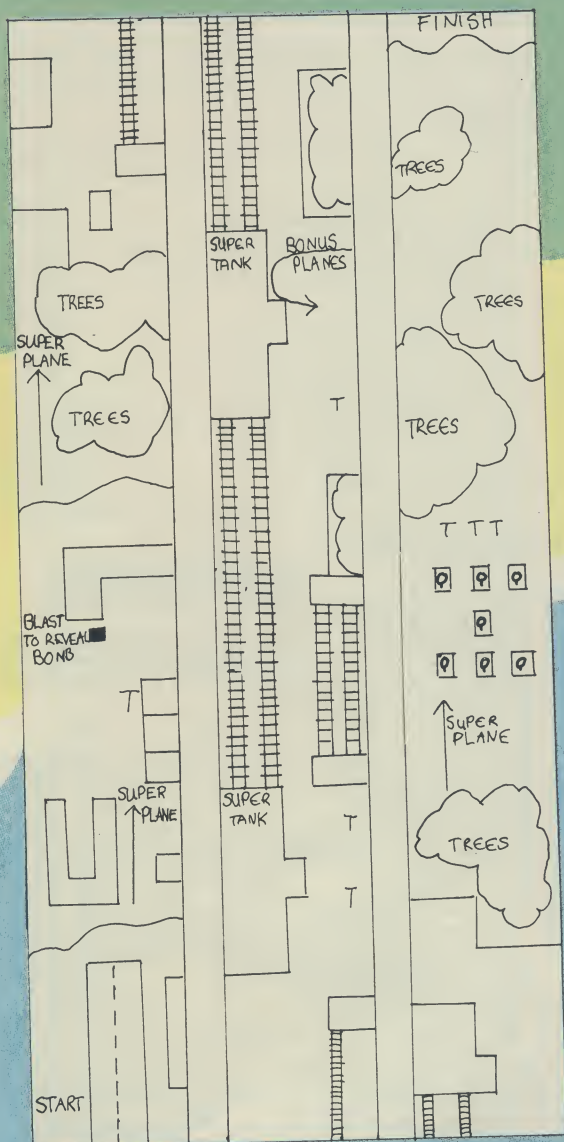 TREES
SUPER
PLANE
TREES
BLAST
TO REVEAL
BOMB
T
SUPER
PLANE
START
SUPER
TANK
BONUS
PLANES
T
SUPER
TANK
T
T
FINISH
TREES
TREES
TREES
T T T
SUPER
PLANE
TREES